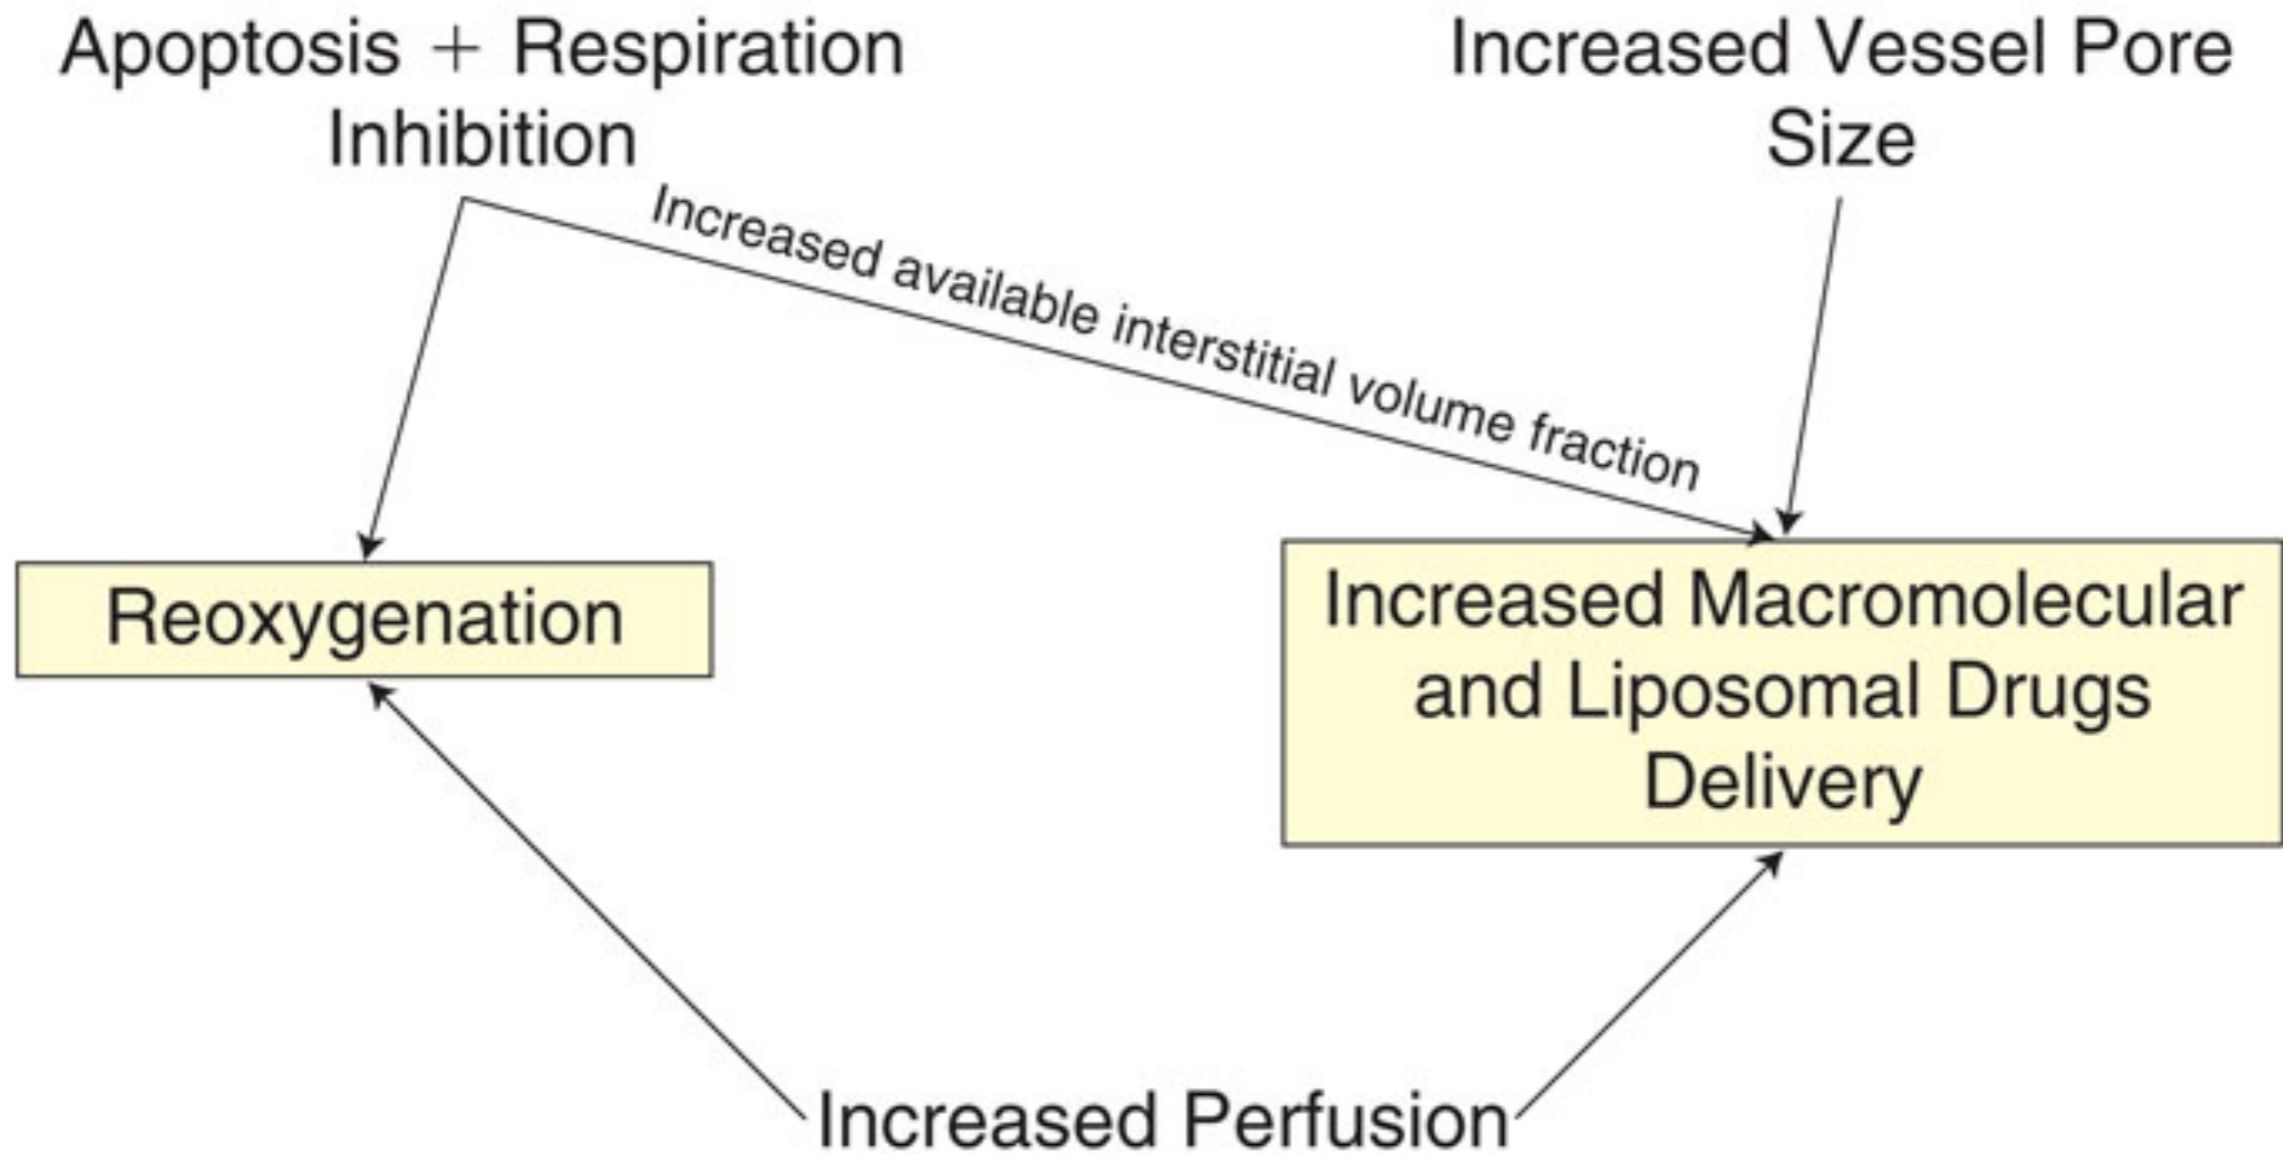 Apoptosis + Respiration
Inhibition
Increased Vessel Pore
Size
Increased available interstitial volume fraction
Reoxygenation
Increased Macromolecular
and Liposomal Drugs
Delivery
Increased Perfusion